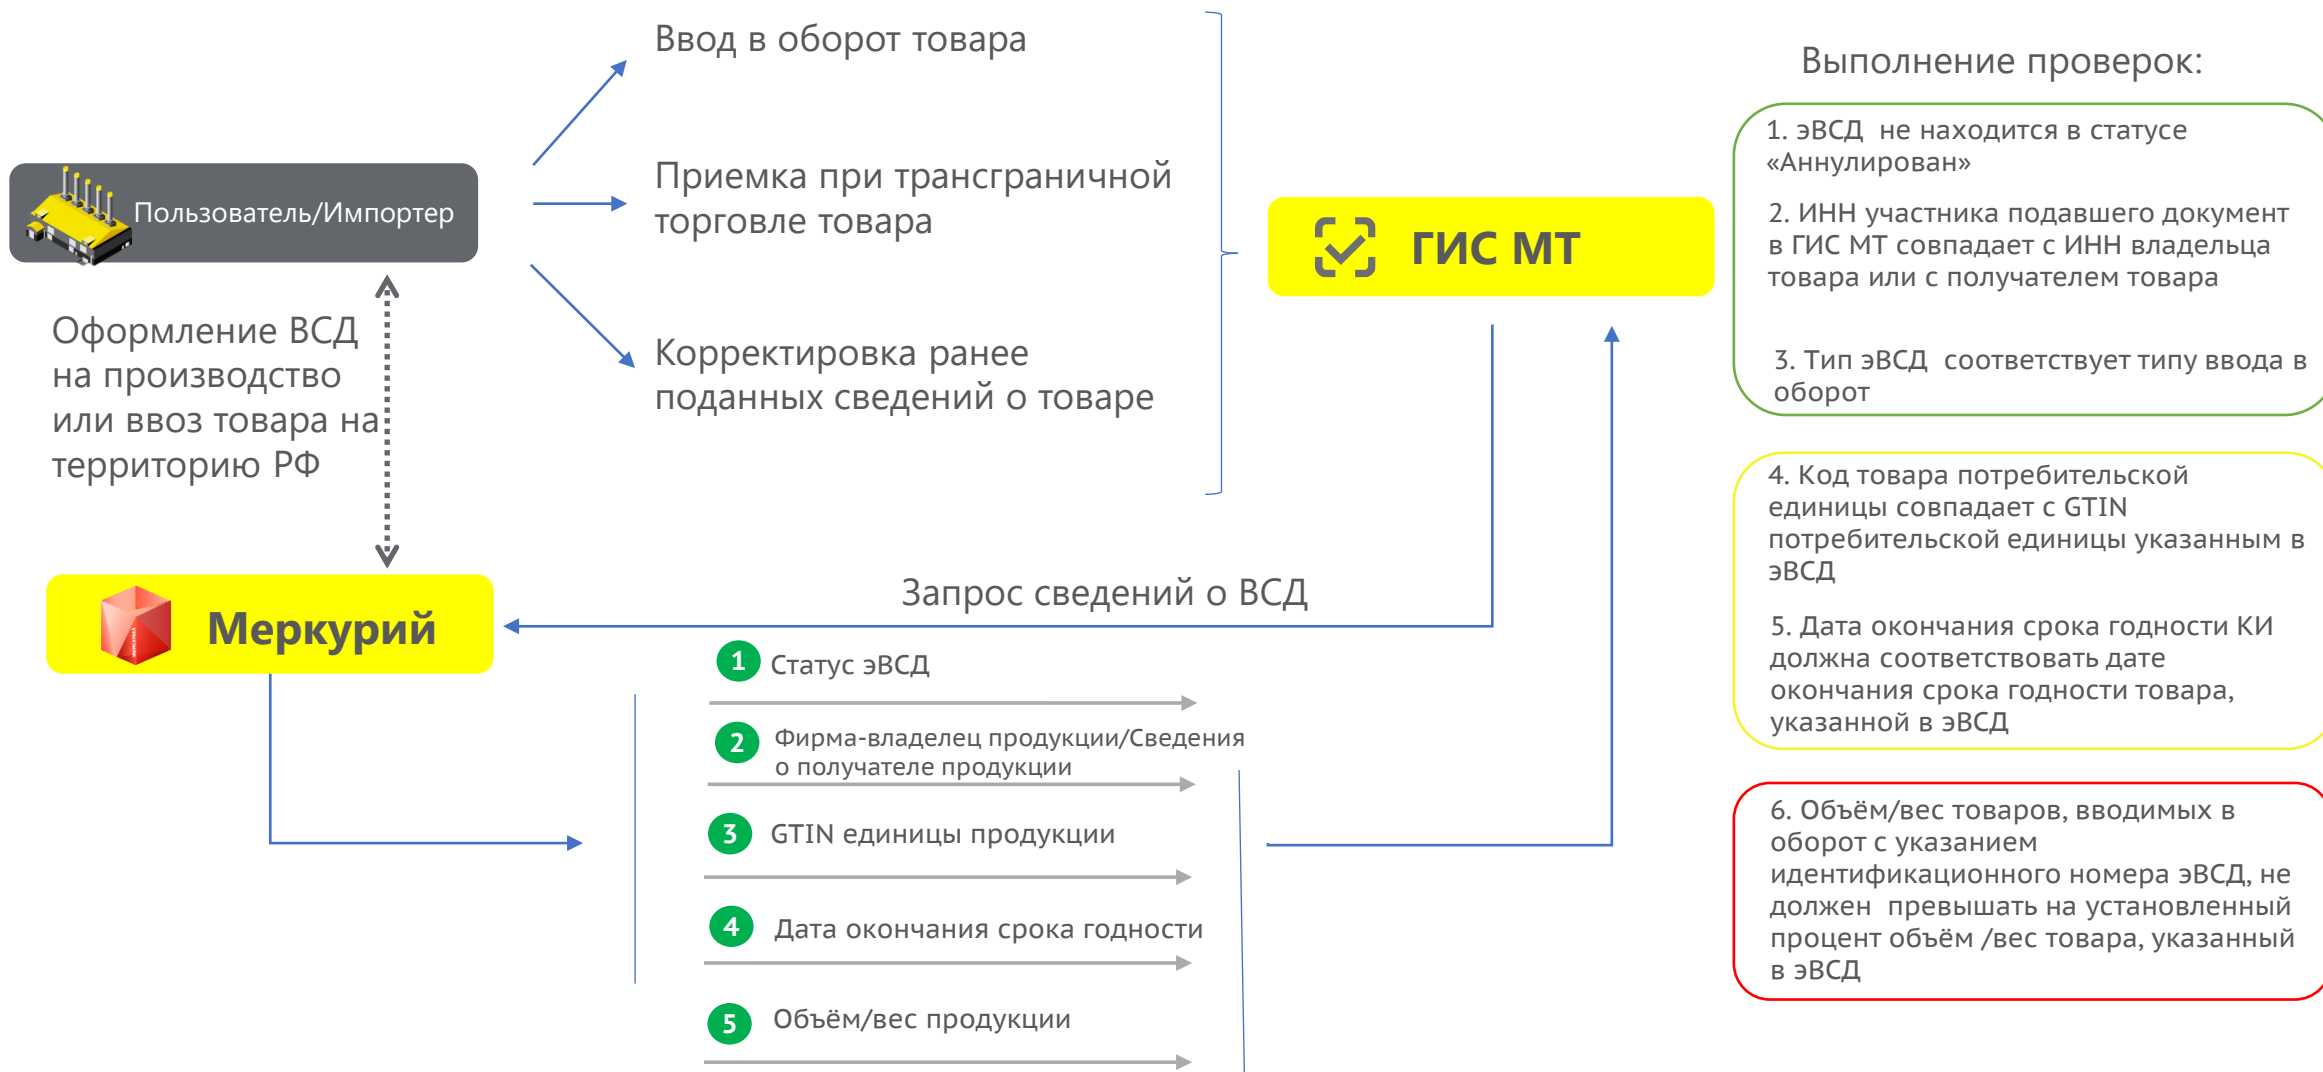 Ввод в оборот товара
Приемка при трансграничной
торговле товара
Корректировка ранее
поданных сведений о товаре
Пользователь/Импортер
Оформление ВСД
на производство
или ввоз товара на
территорию РФ
Меркурий
ГИС МТ
Запрос сведений о ВСД
1 Статус эВСД
2 Фирма-владелец продукции/Сведения
о получателе продукции
3 GTIN единицы продукции
4 Дата окончания срока годности
5 Объём/вес продукции
Выполнение проверок:
1. эВСД не находится в статусе
«Аннулирован»
2. ИНН участника подавшего документ
в ГИС МТ совпадает с ИНН владельца
товара или с получателем товара
3. Тип эВСД соответствует типу ввода в
оборот
4. Код товара потребительской
единицы совпадает с GTIN
потребительской единицы указанным в
эВСД
5. Дата окончания срока годности КИ
должна соответствовать дате
окончания срока годности товара,
указанной в эВСД
6. Объём/вес товаров, вводимых в
оборот с указанием
идентификационного номера эВСД, не
должен превышать на установленный
процент объём /вес товара, указанный
в эВСД